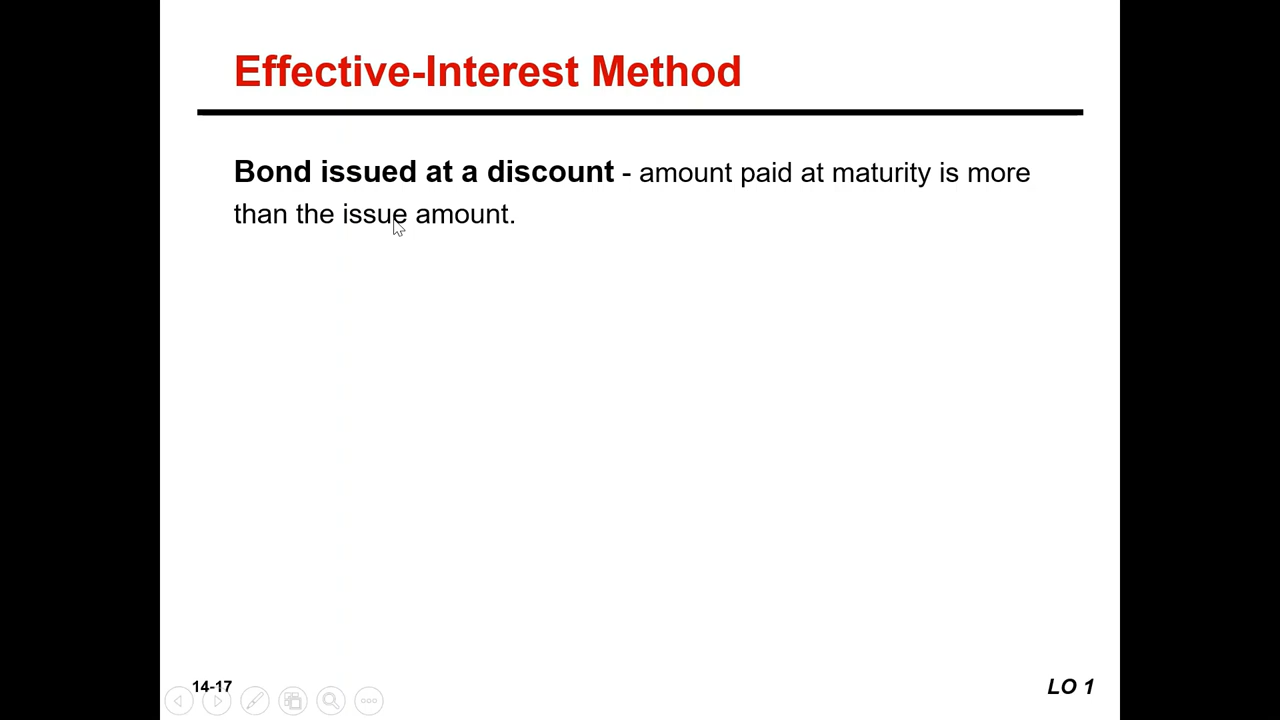 Effective-Interest Method
Bond issued at a discount - amount paid at maturity is more
than the issue amount.
14-17
LO 1